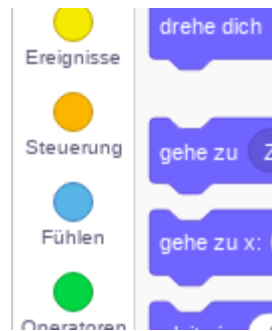 drehe dich
Ereignisse
Steuerung
gehe zu
Fühlen
gehe zu x:
Operatoren